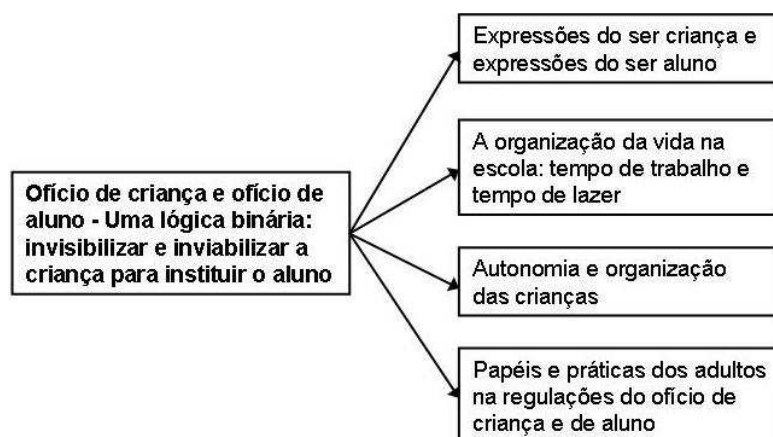 Ofício de criança e ofício de
aluno - Uma lógica binária:
invisibilizar e inviabilizar a
criança para instituir o aluno
Expressões do ser criança e
expressões do ser aluno
A organização da vida na
escola: tempo de trabalho e
tempo de lazer
Autonomia e organização
das crianças
Papéis e práticas dos adultos
na regulações do ofício de
criança e de aluno